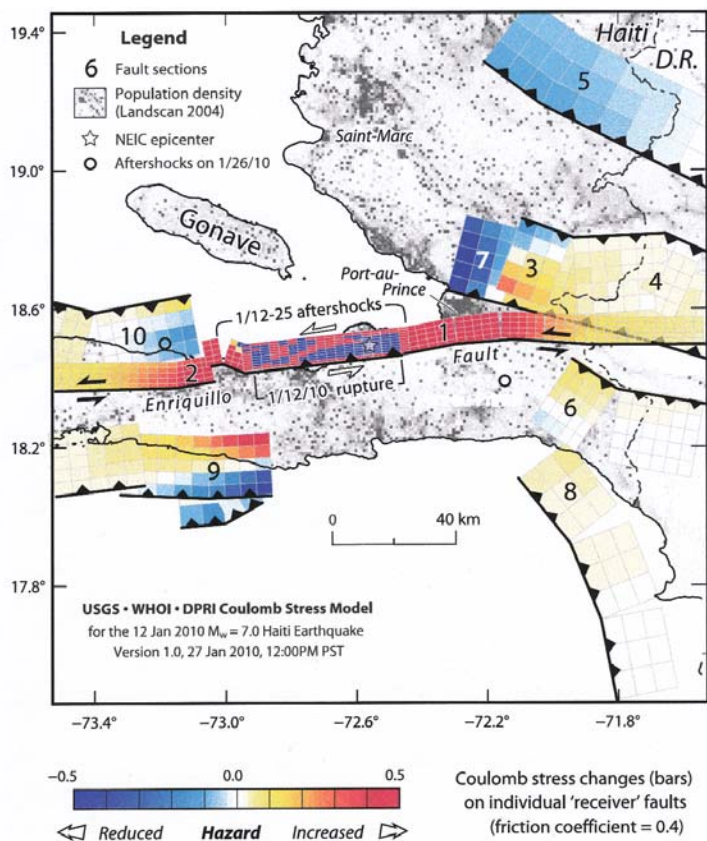 19.4°
19.0°
18.6°
18.2°
17.8°
Legend
6 Fault sections
Population density
(Landscan 2004)
NEIC epicenter
Aftershocks on 1/26/10
Haiti
D.R.
5
Saint-Marc
Gonave
7
3
4
Port-au-
Prince
10
1/12-25 aftershocks
1
Fault
2
1/12/10 rupture
Enriquillo
6
9
8
0 40 km
USGS • WHOI • DPRI Coulomb Stress Model
for the 12 Jan 2010 Mw = 7.0 Haiti Earthquake
Version 1.0, 27 Jan 2010, 12:00PM PST
−73.4° −73.0° −72.6° −72.2° −71.8°
−0.5 0.0 0.5
Reduced Hazard Increased
Coulomb stress changes (bars)
on individual 'receiver' faults
(friction coefficient = 0.4)